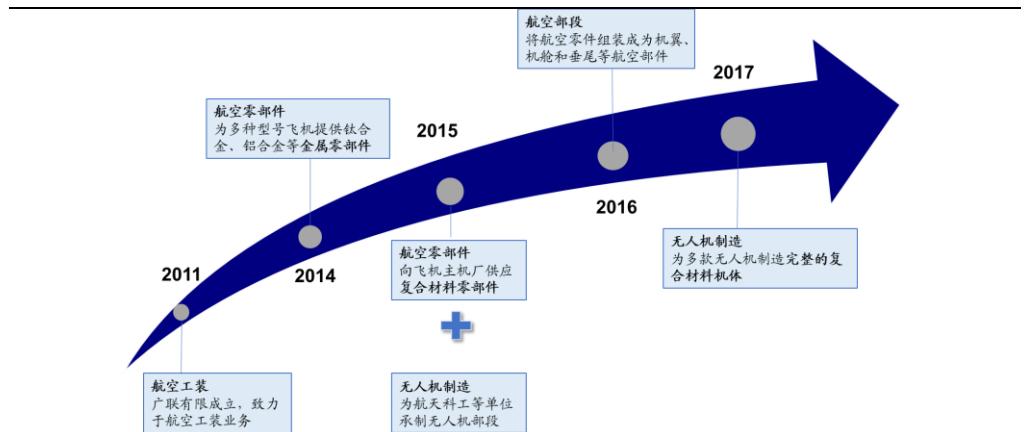 航空部段
将航空零件组装成为机翼、
机舱和垂尾等航空部件
2017
航空零部件
为多种型号飞机提供钛合
金、铝合金等金属零部件
2015
2016
2011
2014
航空零部件
向飞机主机厂供应
复合材料零部件
无人机制造
为多款无人机制造完整的复
合材料机体
航空工装
广联有限成立，致力
于航空工装业务
无人机制造
为航天科工等单位
承制无人机部段